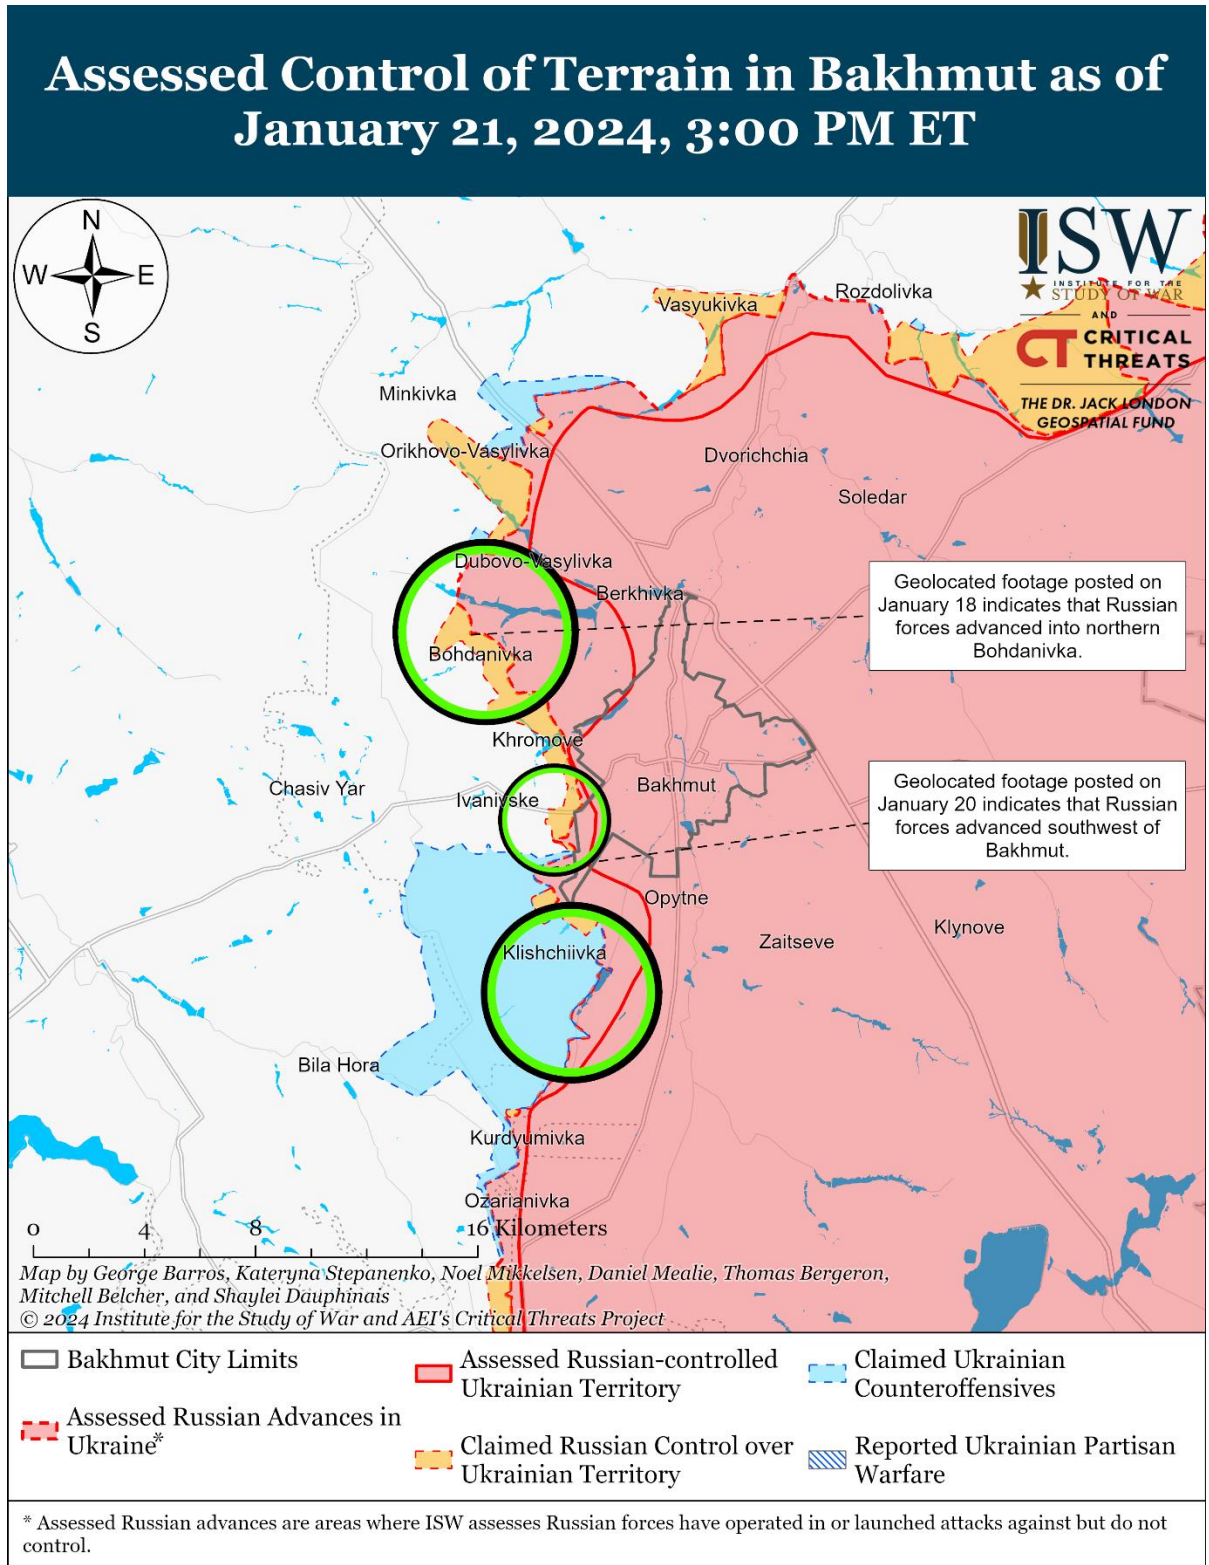 Assessed Control of Terrain in Bakhmut as of
January 21, 2024, 3:00 PM ET
N
W
E
S
ISW
INSTITUTE FOR THE
STUDY OF WAR
AND
CT CRITICAL
THREATS
THE DR. JACK LONDON
GEOSPATIAL FUND
Rozdolivka
Vasyukivka
Minkivka
Orikhovo-Vasylivka
Dvorichchia
Soledar
Dubovo-Vasylivka
Berkhivka
Geolocated footage posted on
January 18 indicates that Russian
forces advanced into northern
Bohdanivka.
Bohdanivka
Khromove
Chasiv Yar
Ivanivske
Bakhmut
Geolocated footage posted on
January 20 indicates that Russian
forces advanced southwest of
Bakhmut.
Opytne
Klynove
Zaitseve
Klishchiivka
Bila Hora
Kurdyumivka
Ozarianivka
0 4 8 16 Kilometers
Map by George Barros, Kateryna Stepanenko, Noel Mikkelsen, Daniel Mealie, Thomas Bergeron,
Mitchell Belcher, and Shaylei Dauphinais
© 2024 Institute for the Study of War and AEI's Critical Threats Project
Bakhmut City Limits
Assessed Russian Advances in
Ukraine*
Assessed Russian-controlled
Ukrainian Territory
Claimed Russian Control over
Ukrainian Territory
Claimed Ukrainian
Counteroffensives
Reported Ukrainian Partisan
Warfare
* Assessed Russian advances are areas where ISW assesses Russian forces have operated in or launched attacks against but do not
control.